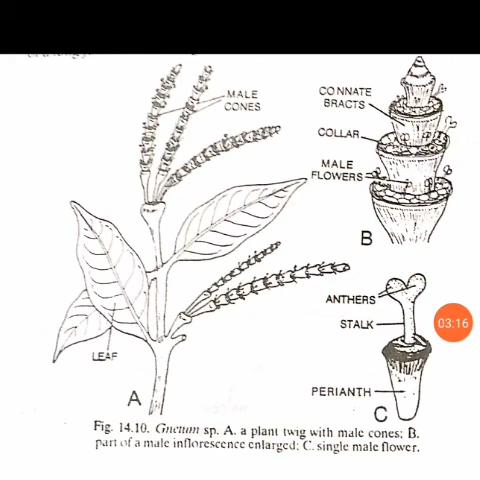 MALE
CONES
LEAF
A
CONNATE
BRACTS
COLLAR
MALE
FLOWERS
B
ANTHERS
STALK
PERIANTH
C
03:16
Fig. 14.10. Gnetum sp. A. a plant twig with male cones; B.
part of a male inflorescence enlarged; C. single male flower.